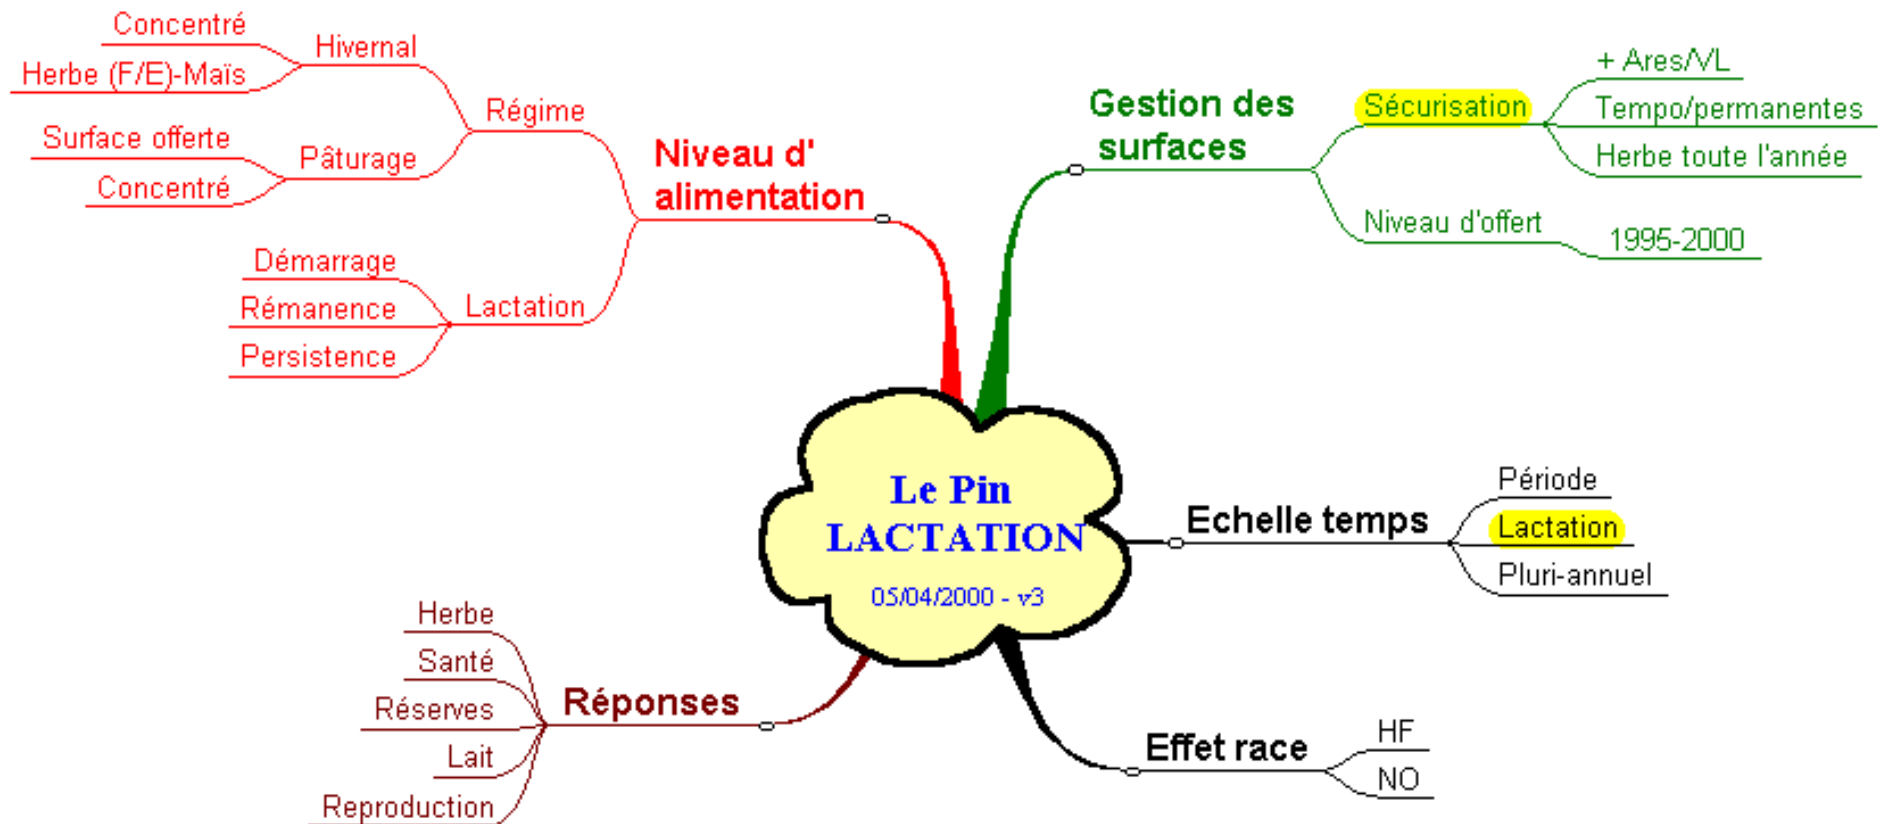 Concentré
Hivernal
Herbe (F/E)-Maïs
Régime
Surface offerte
Pâturage
Concentré
Niveau d'
alimentation
Démarrage
Rémanence
Lactation
Persistence
Gestion des
surfaces
Sécurisation
+ Ares/VL
Tempo/permanentes
Herbe toute l'année
Niveau d'offert
1995-2000
Le Pin
LACTATION
05/04/2000 - v3
Echelle temps
Période
Lactation
Pluri-annuel
Herbe
Santé
Réserves
Réponses
Lait
Reproduction
Effet race
HF
NO